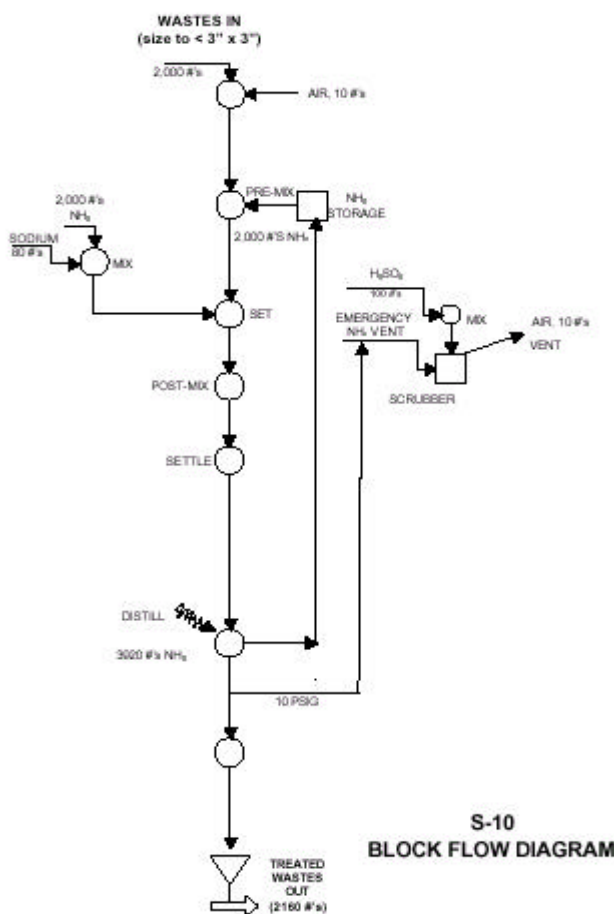 WASTES IN
(size to < 3" x 3")
2,000 #'s
AIR, 10 #'s
PRE-MIX
NH₃
STORAGE
2,000 #'S NH₃
2,000 #'s
NH₃
SODIUM
80 #'s
MIX
SET
H₂SO₄
100 #'s
EMERGENCY
NH₃ VENT
MIX
AIR, 10 #'s
VENT
SCRUBBER
POST-MIX
SETTLE
DISTILL
3920 #'s NH₃
10 PSIG
S-10
BLOCK FLOW DIAGRAM
TREATED
WASTES
OUT
(2160 #'s)